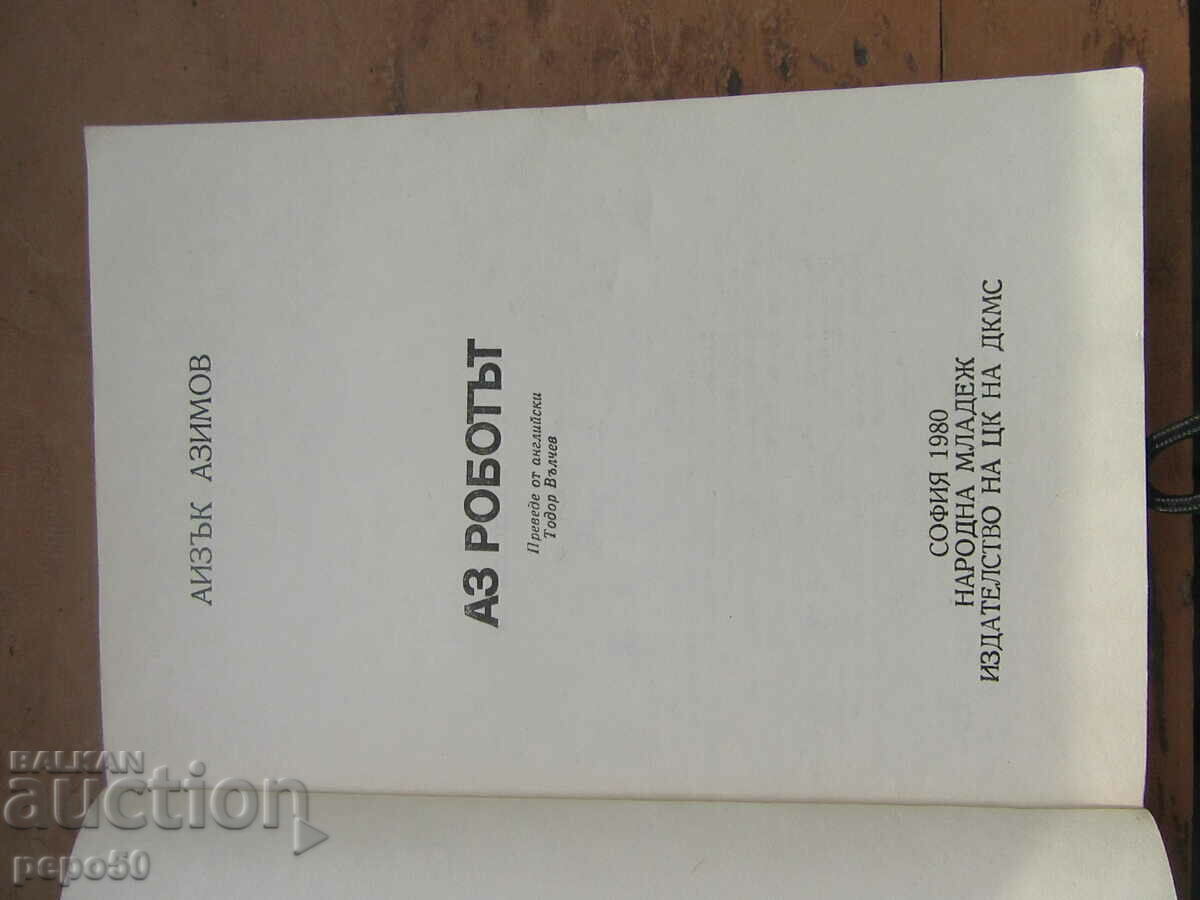 АИЗЪК АЗИМОВ
АЗ РОБОТЪТ
Преведе от английски
Тодор Вълчев
СОФИЯ 1980
НАРОДНА МЛАДЕЖ
ИЗДАТЕЛСТВО НА ЦК НА ДКМС
BALKAN
auction
pepo50